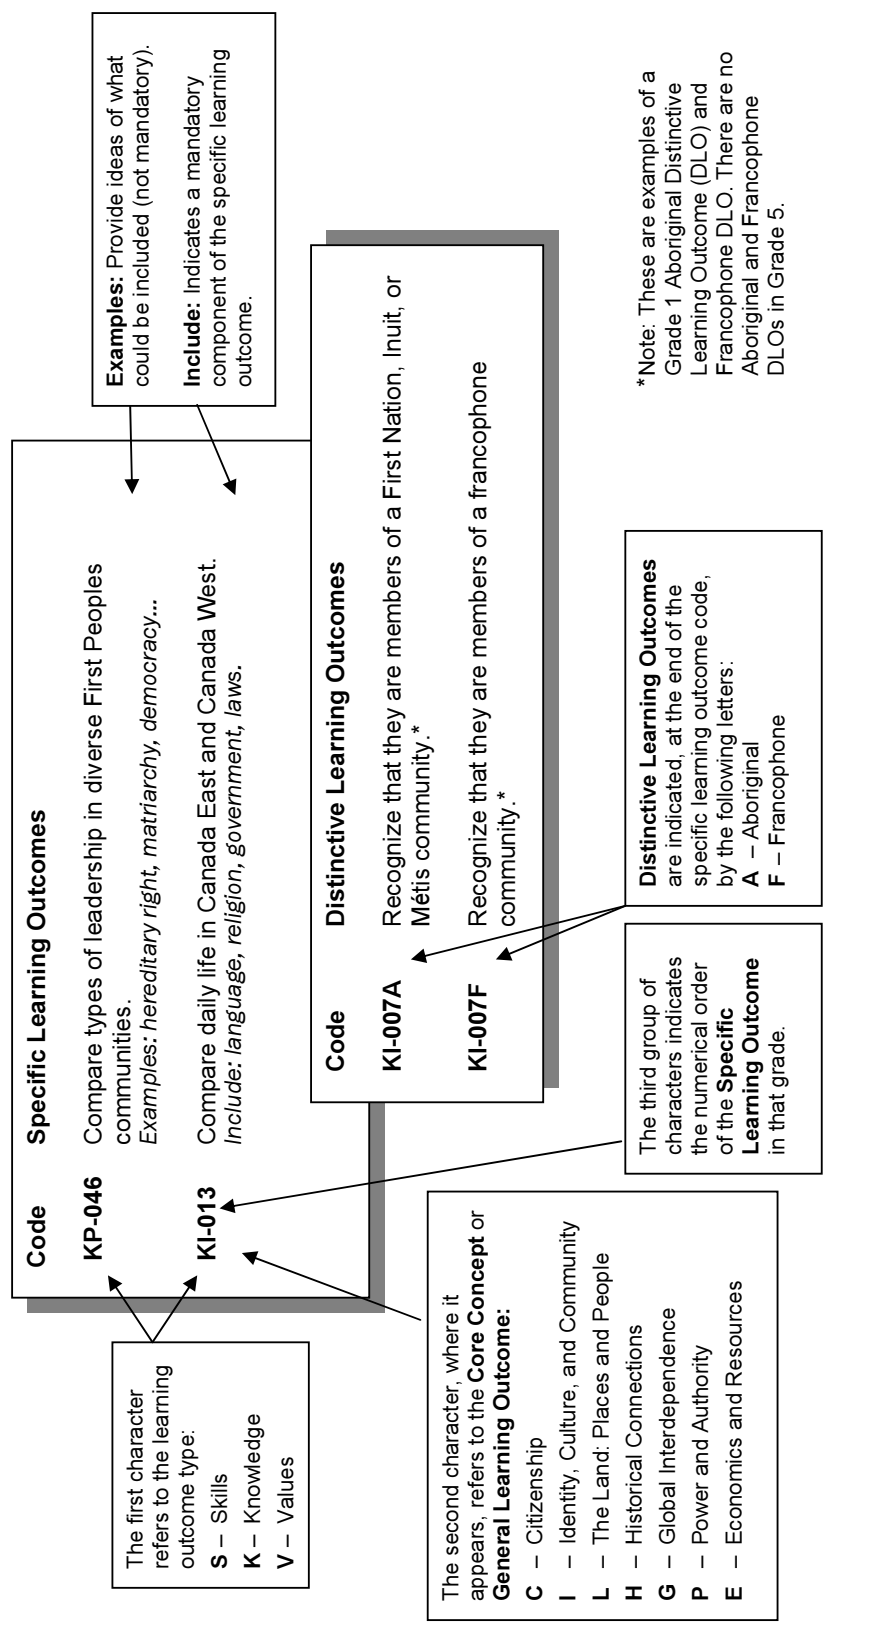 The first character
refers to the learning
outcome type:
S – Skills
K – Knowledge
V – Values
Code Specific Learning Outcomes
KP-046 Compare types of leadership in diverse First Peoples
communities.
Examples: hereditary right, matriarchy, democracy...
KI-013 Compare daily life in Canada East and Canada West.
Include: language, religion, government, laws.
Examples: Provide ideas of what
could be included (not mandatory).
Include: Indicates a mandatory
component of the specific learning
outcome.
Code Distinctive Learning Outcomes
KI-007A Recognize that they are members of a First Nation, Inuit, or
Métis community.*
KI-007F Recognize that they are members of a francophone
community.*
The second character, where it
appears, refers to the Core Concept or
General Learning Outcome:
C – Citizenship
I – Identity, Culture, and Community
L – The Land: Places and People
H – Historical Connections
G – Global Interdependence
P – Power and Authority
E – Economics and Resources
The third group of
characters indicates
the numerical order
of the Specific
Learning Outcome
in that grade.
Distinctive Learning Outcomes
are indicated, at the end of the
specific learning outcome code,
by the following letters:
A – Aboriginal
F – Francophone
*Note: These are examples of a
Grade 1 Aboriginal Distinctive
Learning Outcome (DLO) and
Francophone DLO. There are no
Aboriginal and Francophone
DLOs in Grade 5.